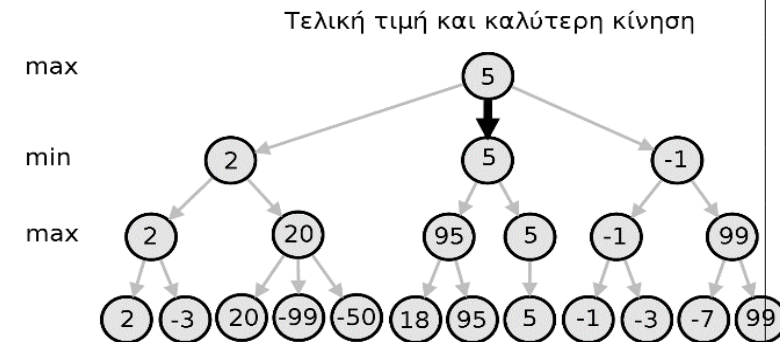 Τελική τιμή και καλύτερη κίνηση
max
5
min
2 5 -1
max
2 20 95 5 -1 99
2 -3 20 -99 -50 18 95 5 -1 -3 -7 99